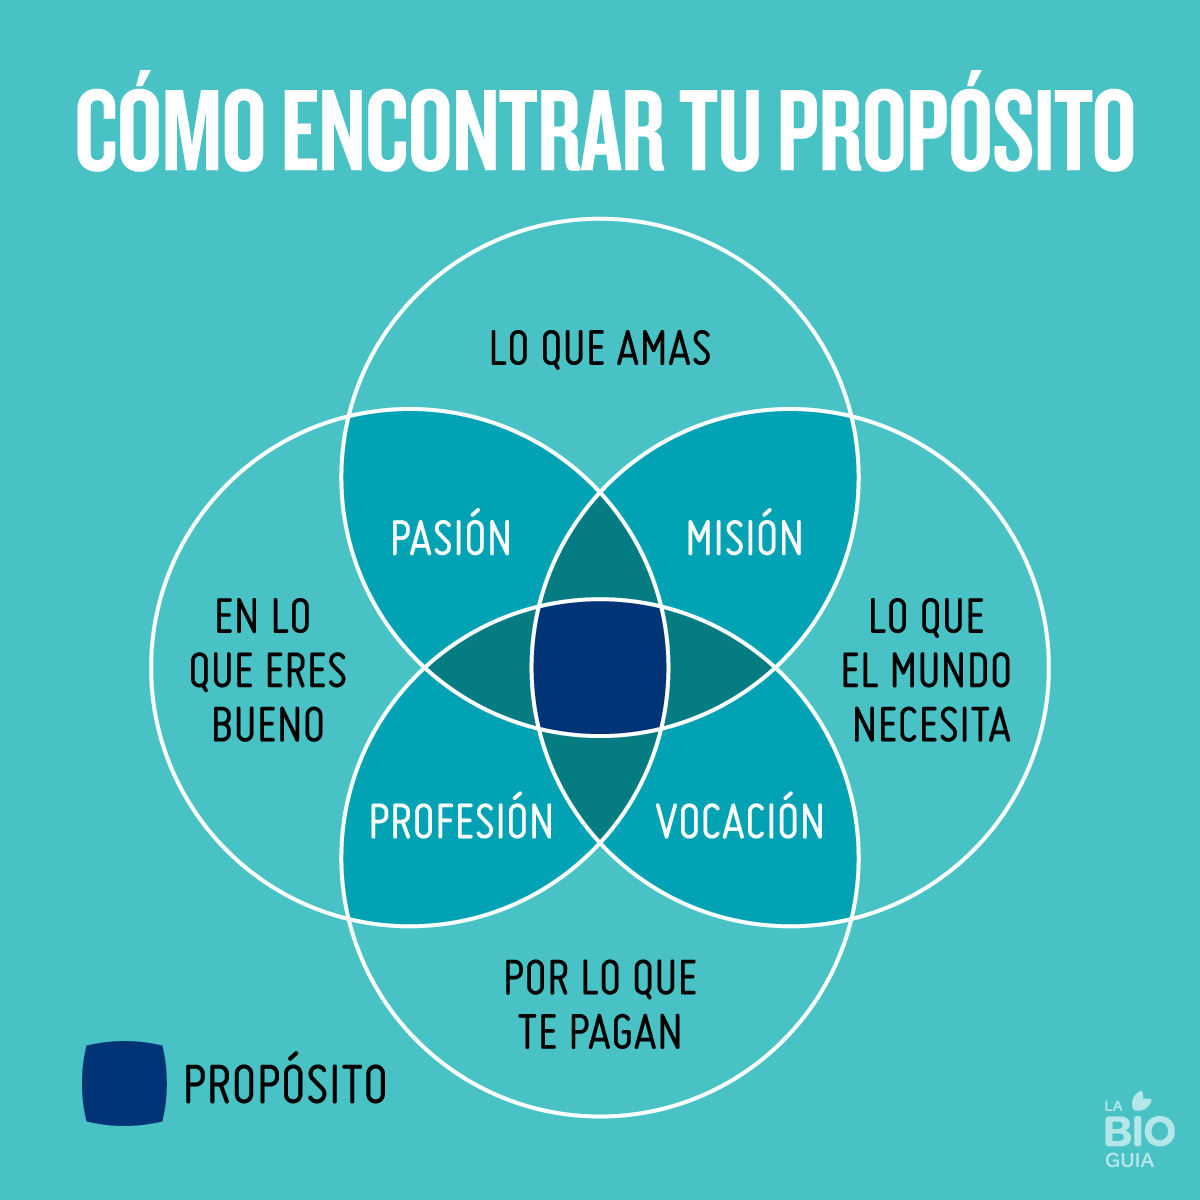 CÓMO ENCONTRAR TU PROPÓSITO
LO QUE AMAS
PASIÓN
MISIÓN
EN LO
QUE ERES
BUENO
LO QUE
EL MUNDO
NECESITA
PROFESIÓN
VOCACIÓN
POR LO QUE
TE PAGAN
PROPÓSITO
LA
BIO
GUIA